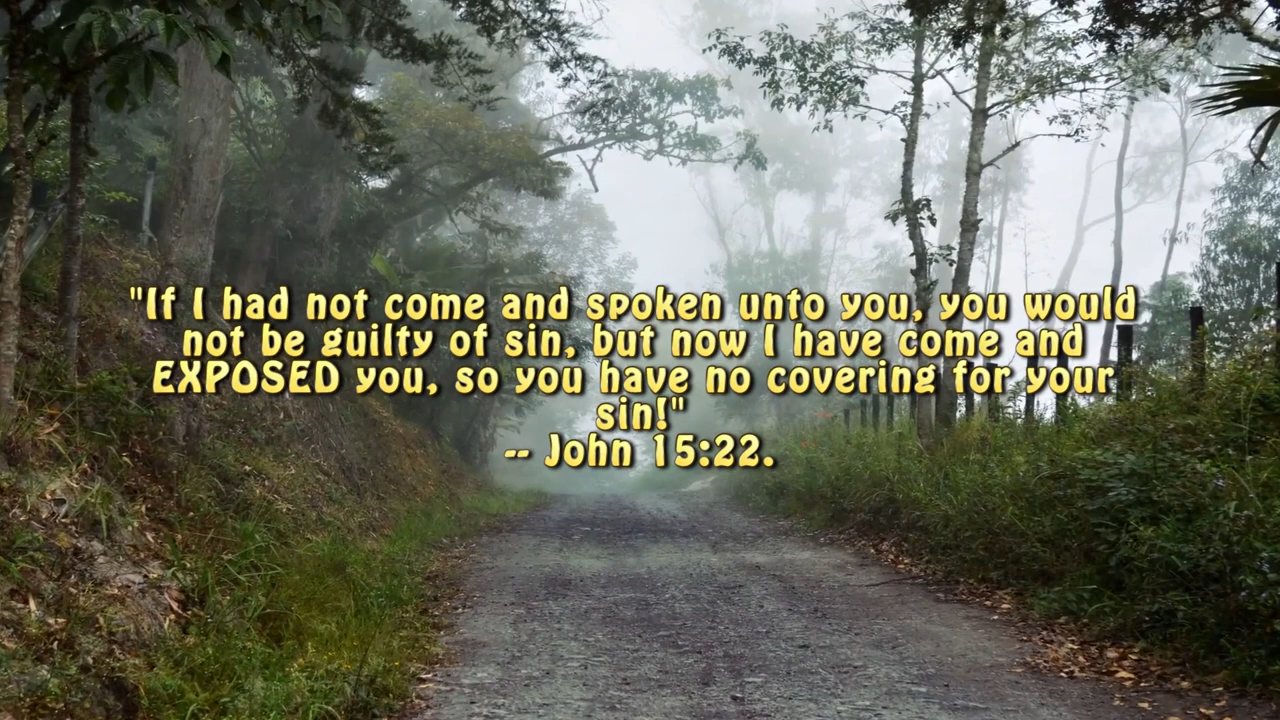 "If I had not come and spoken unto you, you would
not be guilty of sin, but now I have come and
EXPOSED you, so you have no covering for your
sin!"
-- John 15:22.